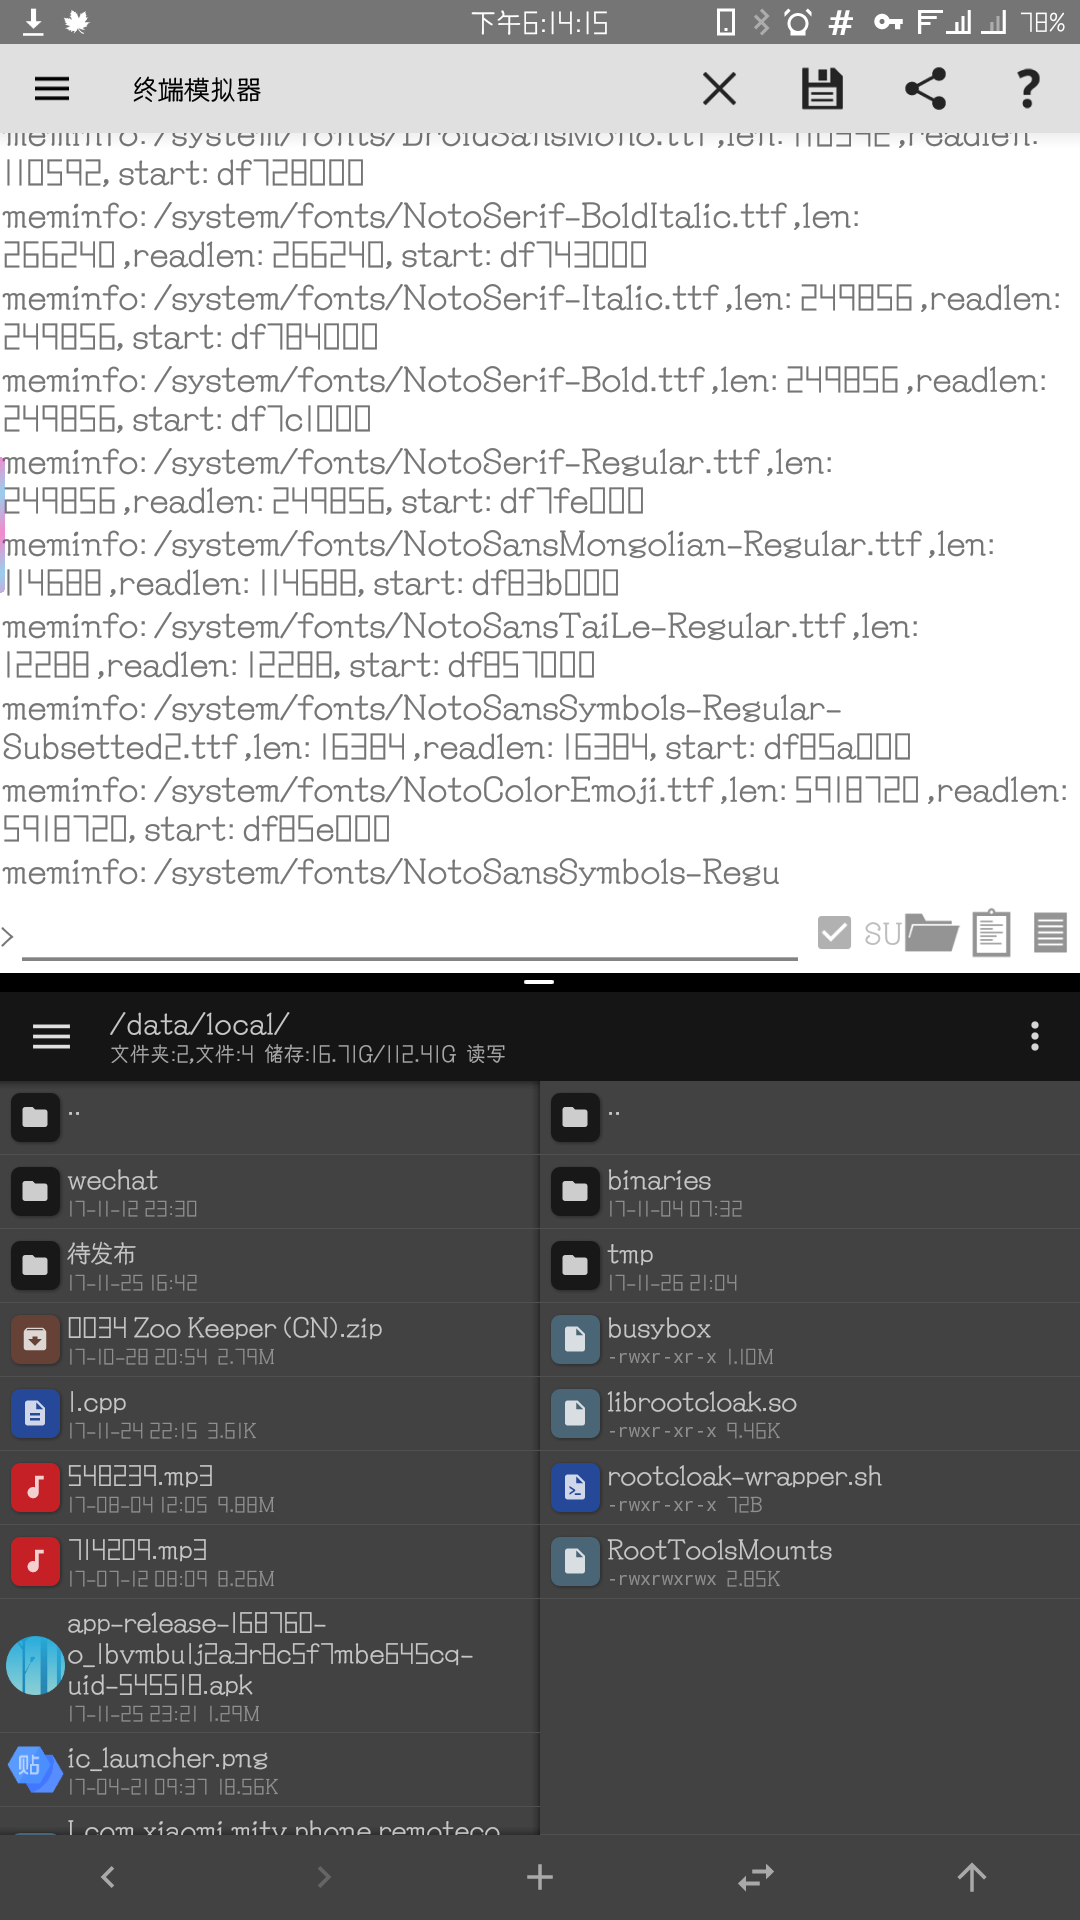 下午6:14:15
78%
终端模拟器
meminfo: /system/fonts/DroidSansMono.ttf ,len: 110592 ,readlen:
110592, start: df728000
meminfo: /system/fonts/NotoSerif-BoldItalic.ttf ,len:
266240 ,readlen: 266240, start: df743000
meminfo: /system/fonts/NotoSerif-Italic.ttf ,len: 249856 ,readlen:
249856, start: df784000
meminfo: /system/fonts/NotoSerif-Bold.ttf ,len: 249856 ,readlen:
249856, start: df7c1000
meminfo: /system/fonts/NotoSerif-Regular.ttf ,len:
249856 ,readlen: 249856, start: df7fe000
meminfo: /system/fonts/NotoSansMongolian-Regular.ttf ,len:
114688 ,readlen: 114688, start: df83b000
meminfo: /system/fonts/NotoSansTaiLe-Regular.ttf ,len:
12288 ,readlen: 12288, start: df857000
meminfo: /system/fonts/NotoSansSymbols-Regular-
Subsetted2.ttf ,len: 16384 ,readlen: 16384, start: df85a000
meminfo: /system/fonts/NotoColorEmoji.ttf ,len: 5918720 ,readlen:
5918720, start: df85e000
meminfo: /system/fonts/NotoSansSymbols-Regu
>
SU
/data/local/
文件夹:2,文件:4 储存:16.71G/112.41G 读写
..
wechat
17-11-12 23:30
待发布
17-11-25 16:42
0034 Zoo Keeper (CN).zip
17-10-28 20:54 2.79M
1.cpp
17-11-24 22:15 3.61K
548239.mp3
17-08-04 12:05 9.88M
714209.mp3
17-07-12 08:09 8.26M
app-release-168760-
o_1bvmbu1j2a3r8c5f7mbe645cq-
uid-545518.apk
17-11-25 23:21 1.29M
贴
ic_launcher.png
17-04-21 09:37 18.56K
I com.xiaomi.mitv.phone.remoteco
..
binaries
17-11-04 07:32
tmp
17-11-26 21:04
busybox
-rwxr-xr-x 1.10M
librootcloak.so
-rwxr-xr-x 9.46K
rootcloak-wrapper.sh
-rwxr-xr-x 72B
RootToolsMounts
-rwxrwxrwx 2.85K